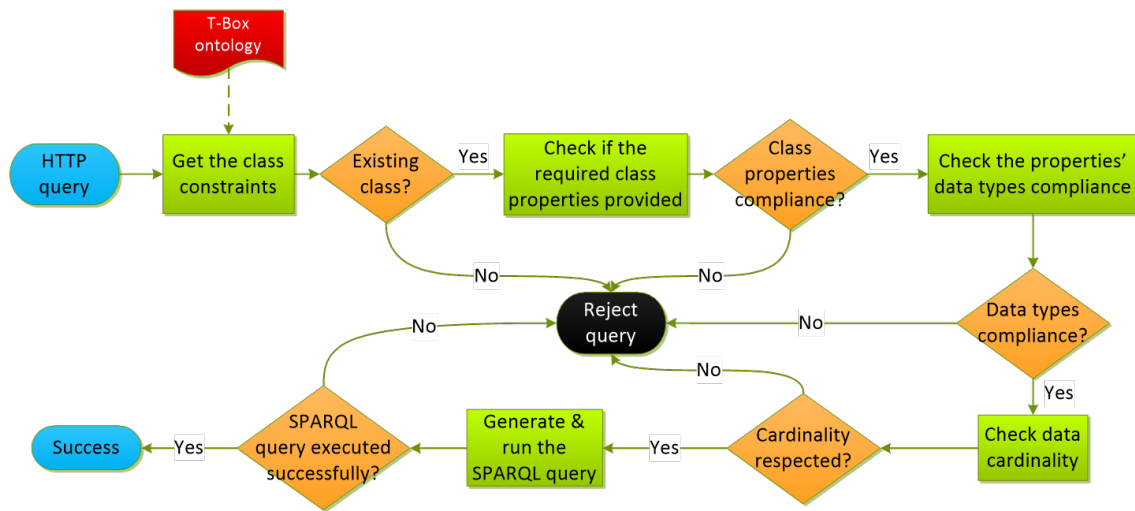 T-Box
ontology
HTTP
query
Get the class
constraints
Existing
class?
Yes
Check if the
required class
properties provided
Class
properties
compliance?
Yes
Check the properties’
data types compliance
No
No
Reject
query
No
No
Data types
compliance?
No
Yes
Success
Yes
SPARQL
query executed
successfully?
Generate &
run the
SPARQL query
Yes
Cardinality
respected?
Check data
cardinality